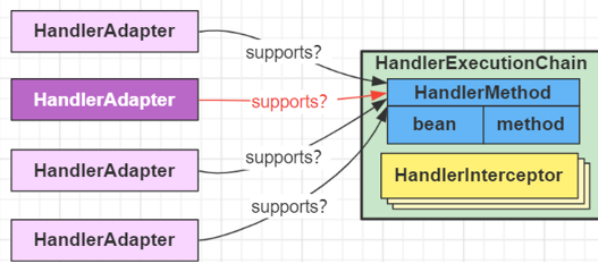 HandlerAdapter
supports?
HandlerAdapter
supports?
HandlerAdapter
supports?
HandlerAdapter
supports?
HandlerExecutionChain
HandlerMethod
bean
method
HandlerInterceptor